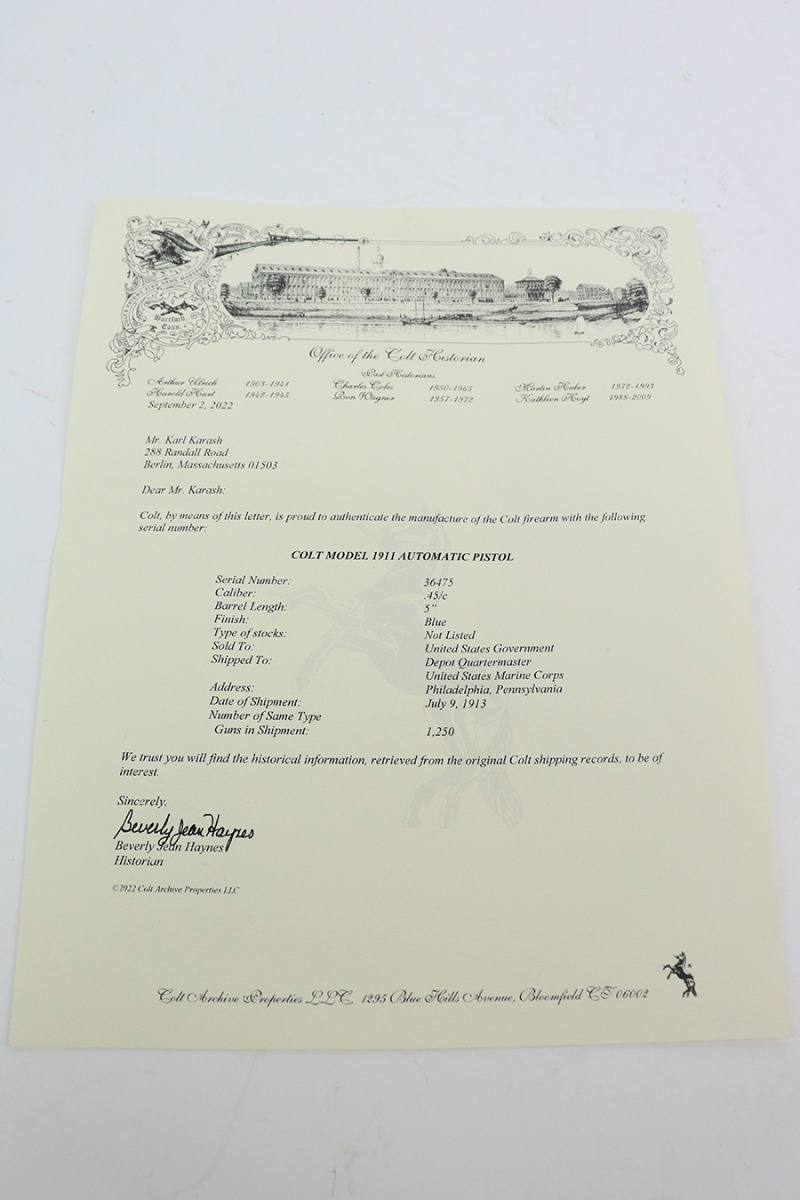 Hartford
Conn.
Office of the Colt Historian
Past Historians
Arthur Ulrich 1903-1941 Charles Coles 1950-1965 Martin Huber 1972-1993
Harold Hart 1942-1945 Ben Wagner 1957-1972 Kathleen Hoyt 1988-2009
September 2, 2022
Mr. Karl Karash
288 Randall Road
Berlin, Massachusetts 01503
Dear Mr. Karash:
Colt, by means of this letter, is proud to authenticate the manufacture of the Colt firearm with the following
serial number:
COLT MODEL 1911 AUTOMATIC PISTOL
Serial Number: 36475
Caliber: .45/c
Barrel Length: 5"
Finish: Blue
Type of stocks: Not Listed
Sold To: United States Government
Shipped To: Depot Quartermaster
United States Marine Corps
Address: Philadelphia, Pennsylvania
Date of Shipment: July 9, 1913
Number of Same Type
Guns in Shipment: 1,250
We trust you will find the historical information, retrieved from the original Colt shipping records, to be of
interest.
Sincerely,
Beverly Jean Haynes
Beverly Jean Haynes
Historian
©2022 Colt Archive Properties LLC
Colt Archive Properties LLC, 1295 Blue Hills Avenue, Bloomfield CT 06002